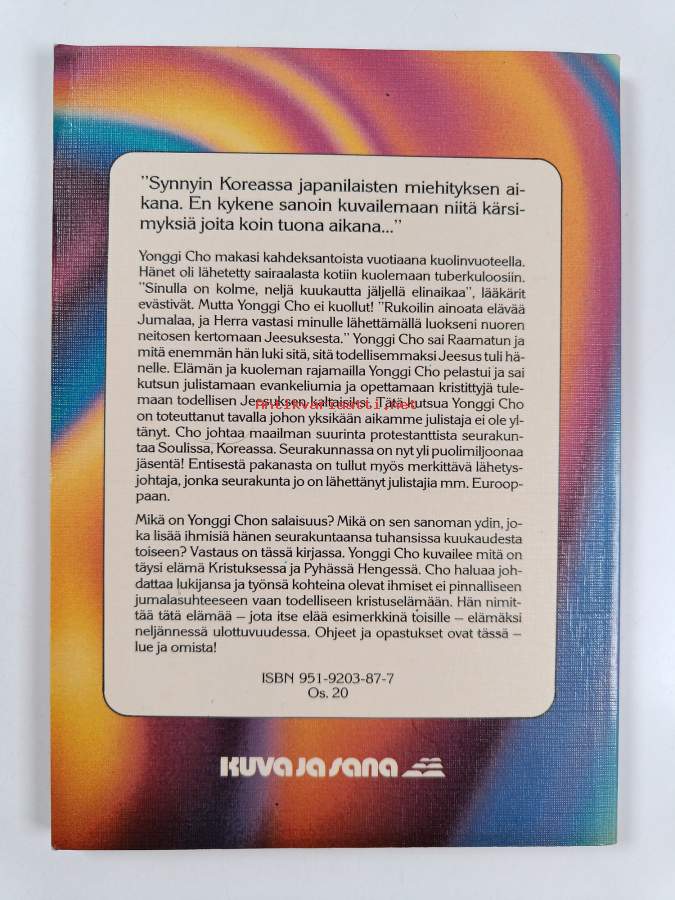 "Synnyin Koreassa japanilaisten miehityksen ai-
kana. En kykene sanoin kuvailemaan niitä kärsi-
myksiä joita koin tuona aikana..."
Yonggi Cho makasi kahdeksantoista vuotiaana kuolinvuoteella.
Hänet oli lähetetty sairaalasta kotiin kuolemaan tuberkuloosiin.
"Sinulla on kolme, neljä kuukautta jäljellä elinaikaa", lääkärit
evästivät. Mutta Yonggi Cho ei kuollut! "Rukoilin ainoata elävää
Jumalaa, ja Herra vastasi minulle lähettämällä luokseni nuoren
neitosen kertomaan Jeesuksesta." Yonggi Cho sai Raamatun ja
mitä enemmän hän luki sitä, sitä todellisemmaksi Jeesus tuli hä-
nelle. Elämän ja kuoleman rajamailla Yonggi Cho pelastui ja sai
kutsun julistamaan evankeliumia ja opettamaan kristittyjä tule-
maan todellisen Jeesuksen kaltaisiksi. Tätä kutsua Yonggi Cho
Antikvariaatti.net
on toteuttanut tavalla johon yksikään aikamme julistaja ei ole yl-
tänyt. Cho johtaa maailman suurinta protestanttista seurakun-
taa Soulissa, Koreassa. Seurakunnassa on nyt yli puolimiljoonaa
jäsentä! Entisestä pakanasta on tullut myös merkittävä lähetys-
johtaja, jonka seurakunta jo on lähettänyt julistajia mm. Euroop-
paan.
Mikä on Yonggi Chon salaisuus? Mikä on sen sanoman ydin, jo-
ka lisää ihmisiä hänen seurakuntaansa tuhansissa kuukaudesta
toiseen? Vastaus on tässä kirjassa. Yonggi Cho kuvailee mitä on
täysi elämä Kristuksessa ja Pyhässä Hengessä. Cho haluaa joh-
dattaa lukijansa ja työnsä kohteina olevat ihmiset ei pinnalliseen
jumalasuhteeseen vaan todelliseen kristuselämään. Hän nimit-
tää tätä elämää – jota itse elää esimerkkinä toisille – elämäksi
neljännessä ulottuvuudessa. Ohjeet ja opastukset ovat tässä –
lue ja omista!
ISBN 951-9203-87-7
Os. 20
kuva ja sana